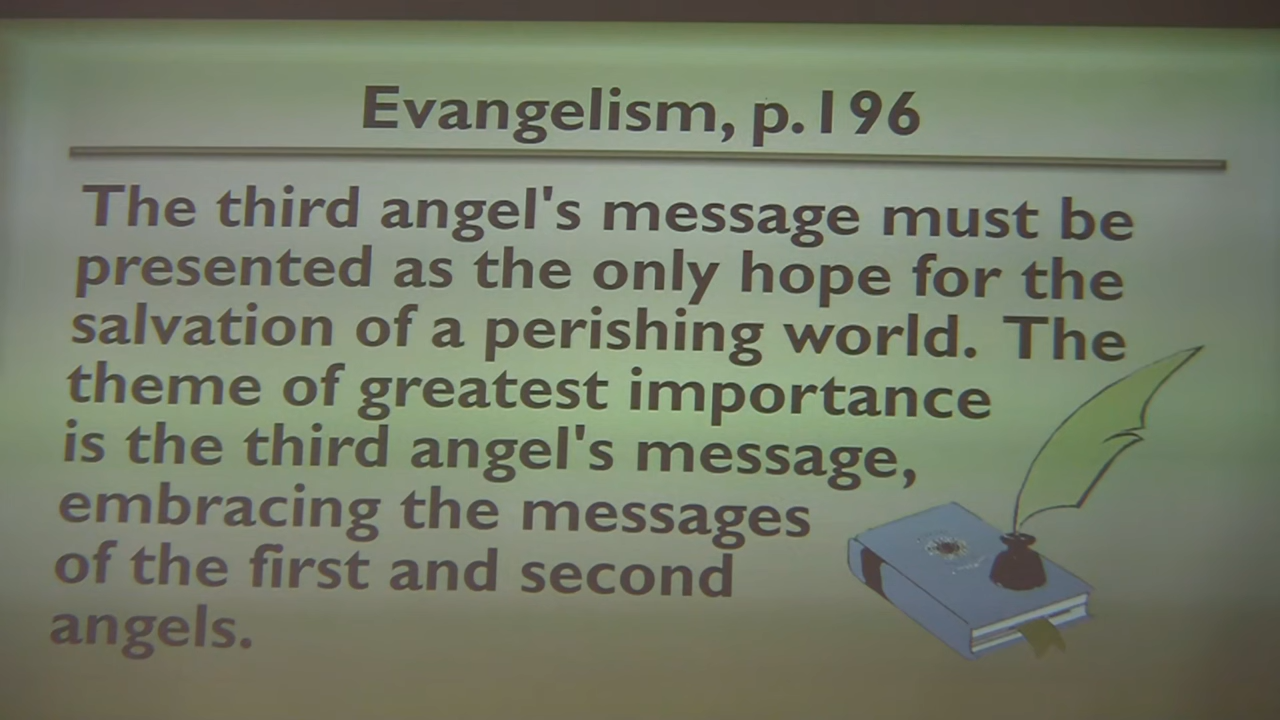 Evangelism, p.196
The third angel's message must be
presented as the only hope for the
salvation of a perishing world. The
theme of greatest importance
is the third angel's message,
embracing the messages
of the first and second
angels.